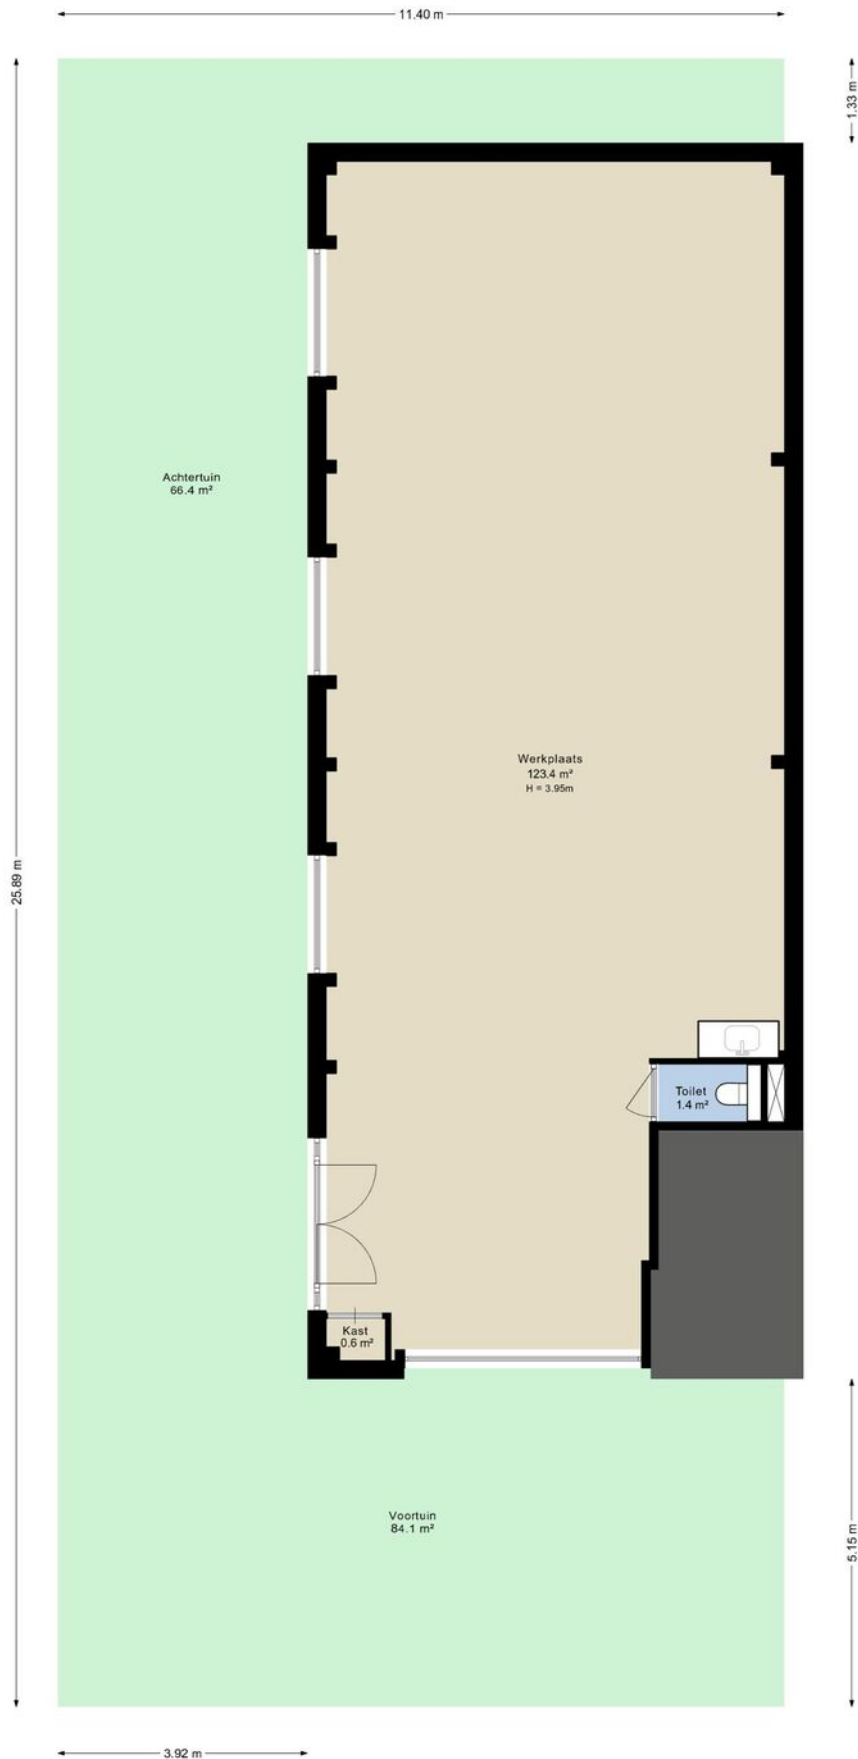 11.40 m
1.33 m
Achtertuin
66.4 m²
Werkplaats
123.4 m²
H = 3.95m
25.89 m
Toilet
1.4 m²
Kast
0.6 m²
Voortuin
84.1 m²
5.15 m
3.92 m